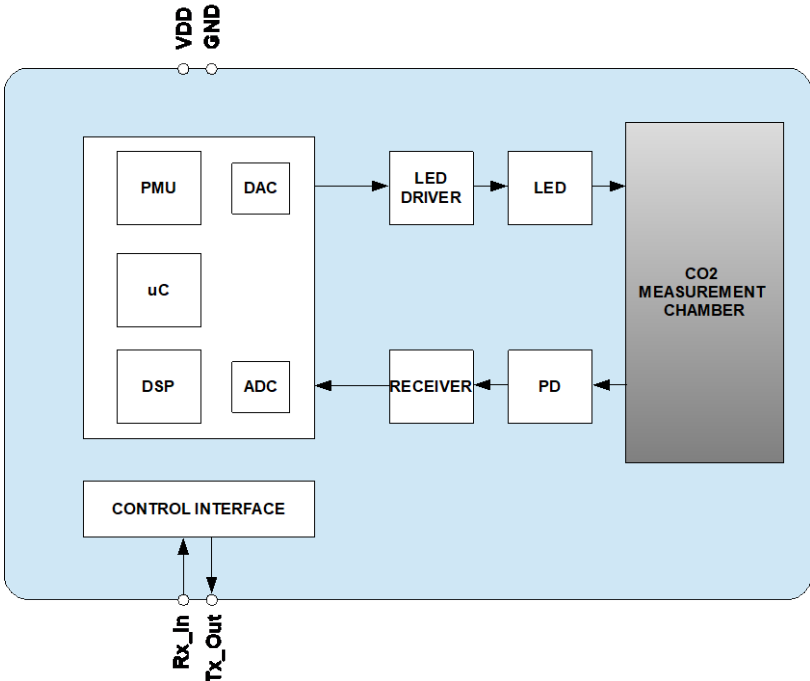 VDD
GND
PMU
DAC
LED
DRIVER
LED
uC
CO2
MEASUREMENT
CHAMBER
DSP
ADC
RECEIVER
PD
CONTROL INTERFACE
Rx_In
Tx_Out